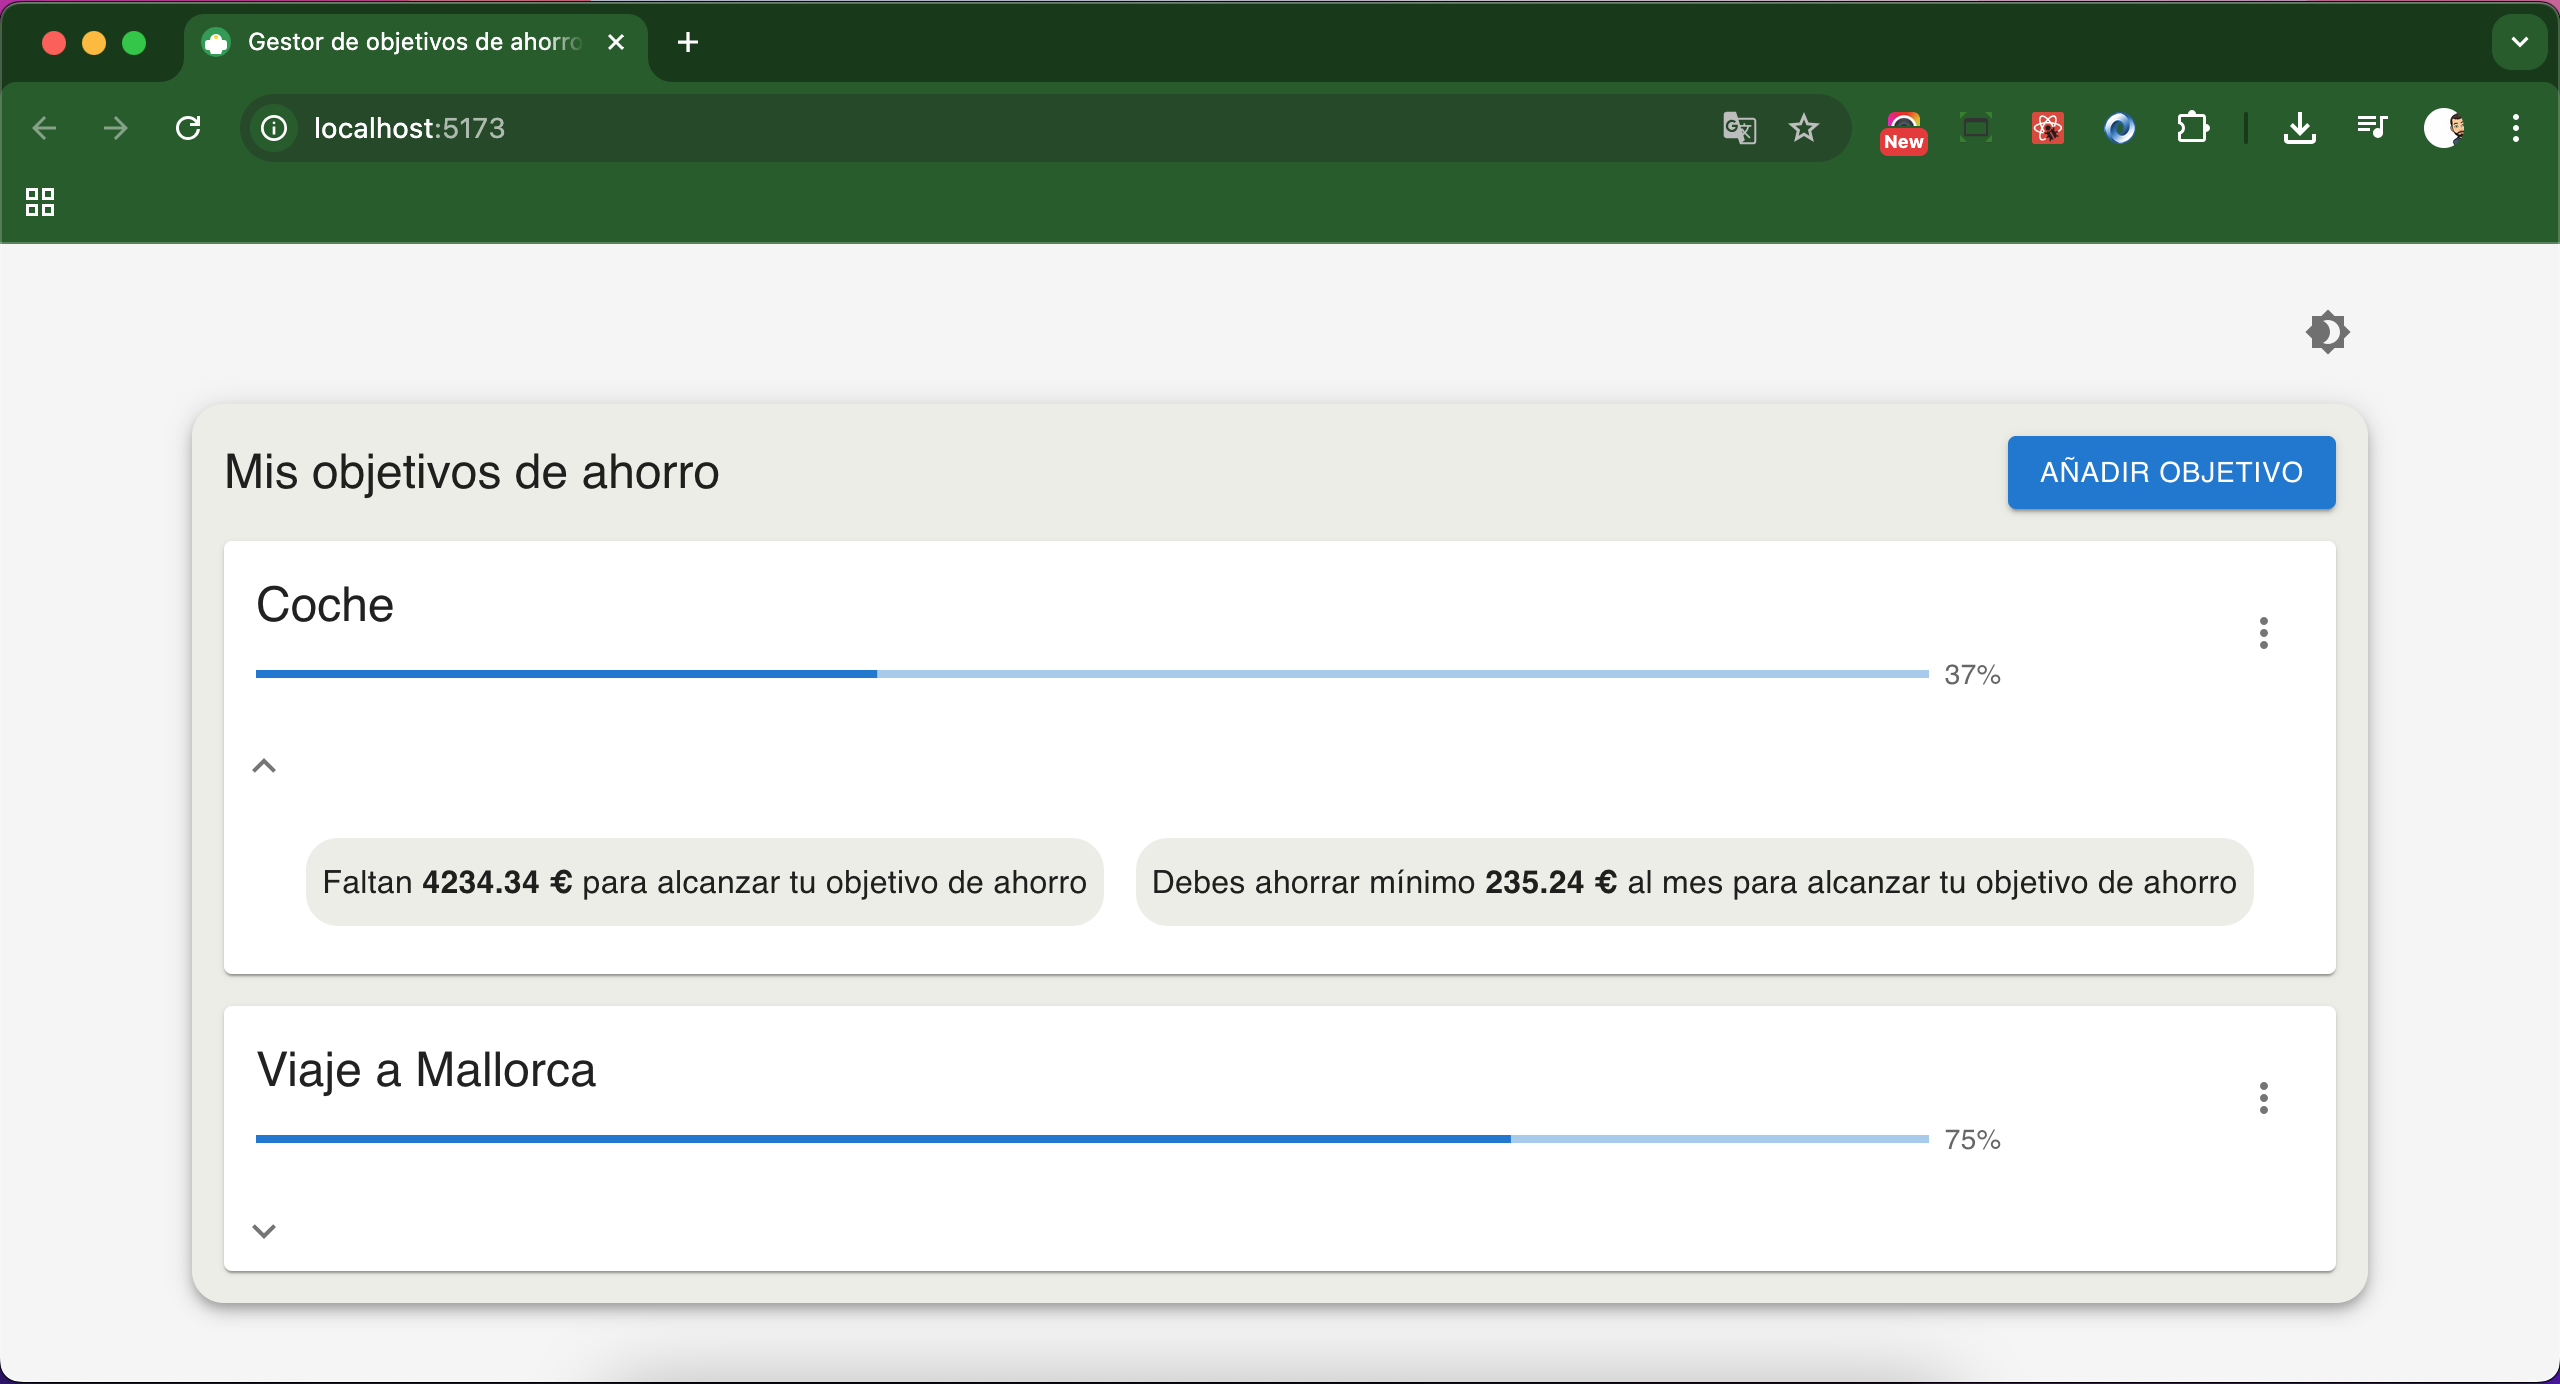 Gestor de objetivos de ahorro
localhost:5173
New
Mis objetivos de ahorro
AÑADIR OBJETIVO
Coche
37%
Faltan 4234.34 € para alcanzar tu objetivo de ahorro
Debes ahorrar mínimo 235.24 € al mes para alcanzar tu objetivo de ahorro
Viaje a Mallorca
75%